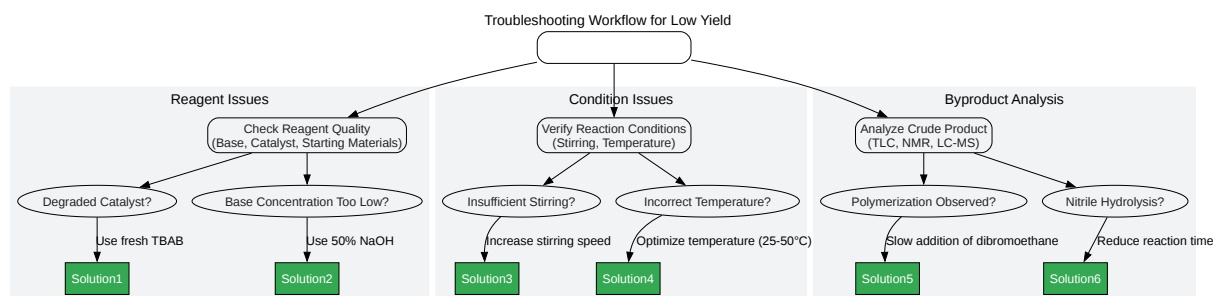 Troubleshooting Workflow for Low Yield
Reagent Issues
Condition Issues
Byproduct Analysis
Check Reagent Quality
(Base, Catalyst, Starting Materials)
Verify Reaction Conditions
(Stirring, Temperature)
Analyze Crude Product
(TLC, NMR, LC-MS)
Degraded Catalyst?
Base Concentration Too Low?
Insufficient Stirring?
Incorrect Temperature?
Polymerization Observed?
Nitrile Hydrolysis?
Use fresh TBAB
Use 50% NaOH
Increase stirring speed
Optimize temperature (25-50°C)
Slow addition of dibromoethane
Reduce reaction time
Solution1
Solution2
Solution3
Solution4
Solution5
Solution6